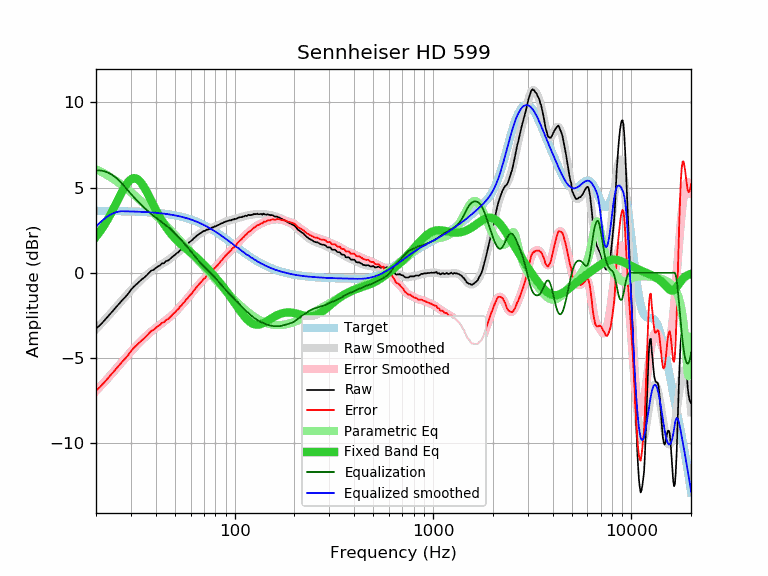 Sennheiser HD 599
10
5
0
−5
−10
Amplitude (dBr)
Target
Raw Smoothed
Error Smoothed
Raw
Error
Parametric Eq
Fixed Band Eq
Equalization
Equalized smoothed
100 1000 10000
Frequency (Hz)